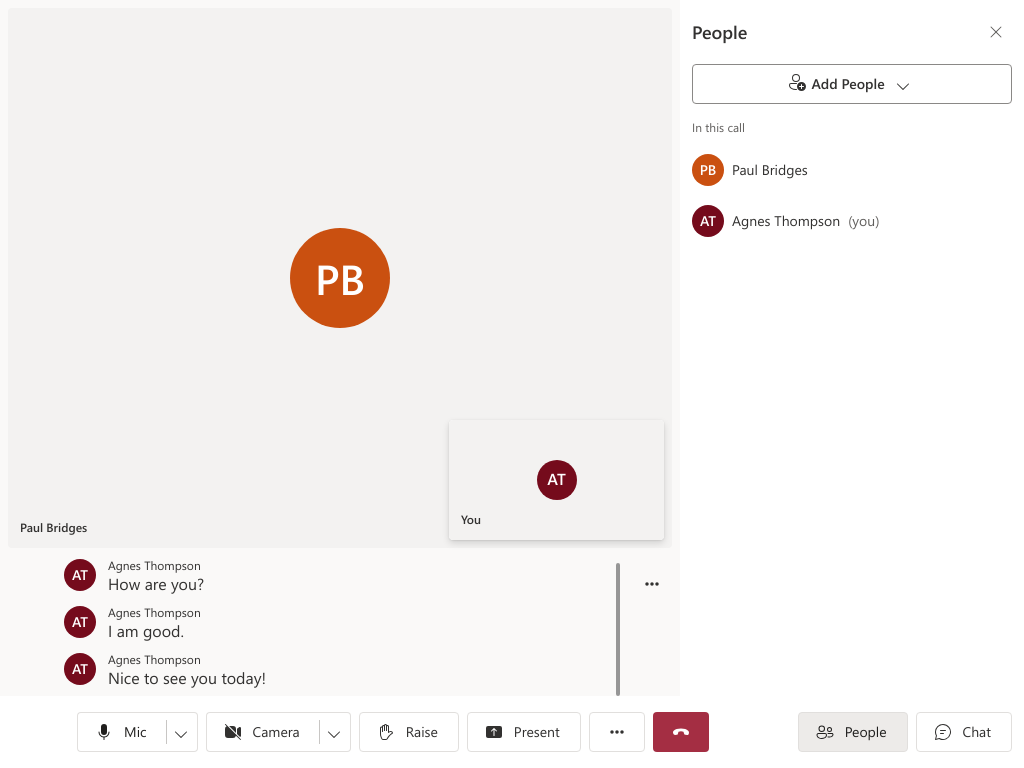 People
Add People
In this call
PB Paul Bridges
AT Agnes Thompson (you)
PB
AT
You
Paul Bridges
Agnes Thompson
AT
How are you?
Agnes Thompson
AT
I am good.
Agnes Thompson
AT
Nice to see you today!
Mic
Camera
Raise
Present
People
Chat